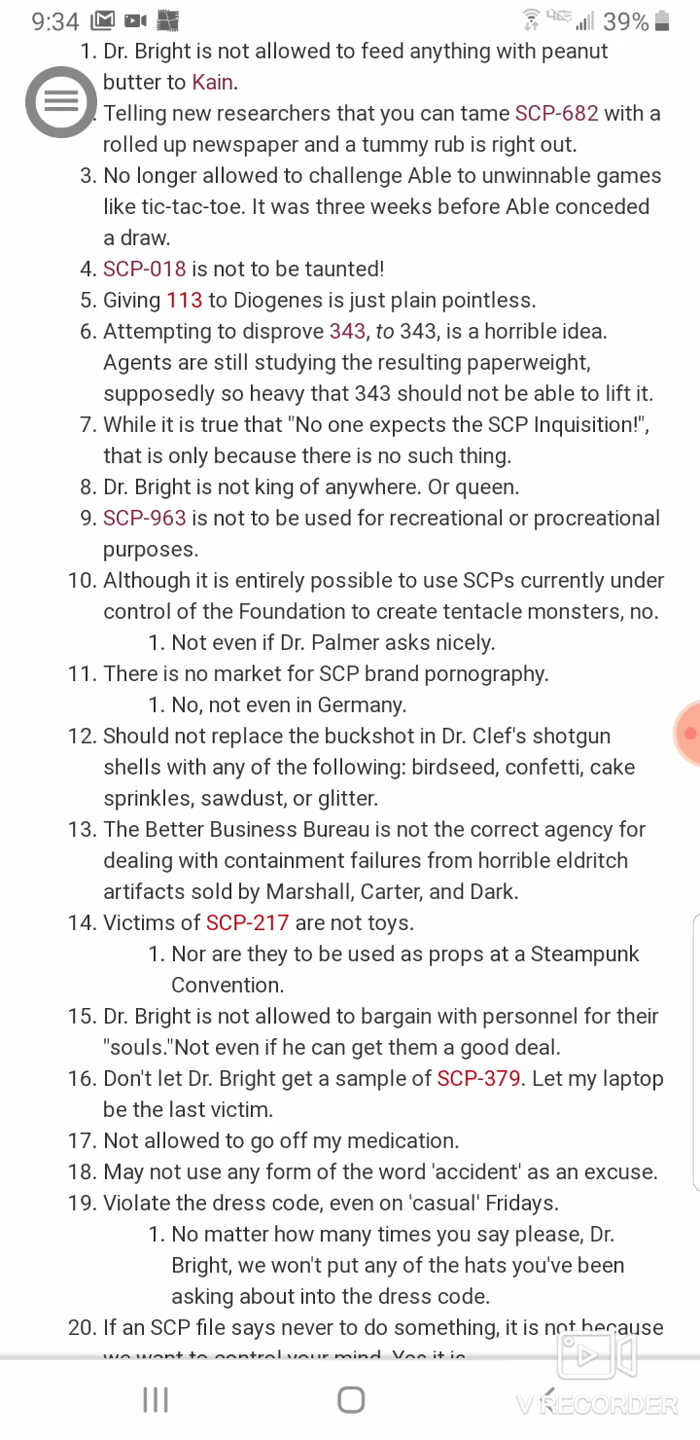 9:34
39%
1. Dr. Bright is not allowed to feed anything with peanut
butter to Kain.
. Telling new researchers that you can tame SCP-682 with a
rolled up newspaper and a tummy rub is right out.
3. No longer allowed to challenge Able to unwinnable games
like tic-tac-toe. It was three weeks before Able conceded
a draw.
4. SCP-018 is not to be taunted!
5. Giving 113 to Diogenes is just plain pointless.
6. Attempting to disprove 343, to 343, is a horrible idea.
Agents are still studying the resulting paperweight,
supposedly so heavy that 343 should not be able to lift it.
7. While it is true that "No one expects the SCP Inquisition!",
that is only because there is no such thing.
8. Dr. Bright is not king of anywhere. Or queen.
9. SCP-963 is not to be used for recreational or procreational
purposes.
10. Although it is entirely possible to use SCPs currently under
control of the Foundation to create tentacle monsters, no.
1. Not even if Dr. Palmer asks nicely.
11. There is no market for SCP brand pornography.
1. No, not even in Germany.
12. Should not replace the buckshot in Dr. Clef's shotgun
shells with any of the following: birdseed, confetti, cake
sprinkles, sawdust, or glitter.
13. The Better Business Bureau is not the correct agency for
dealing with containment failures from horrible eldritch
artifacts sold by Marshall, Carter, and Dark.
14. Victims of SCP-217 are not toys.
1. Nor are they to be used as props at a Steampunk
Convention.
15. Dr. Bright is not allowed to bargain with personnel for their
"souls."Not even if he can get them a good deal.
16. Don't let Dr. Bright get a sample of SCP-379. Let my laptop
be the last victim.
17. Not allowed to go off my medication.
18. May not use any form of the word 'accident' as an excuse.
19. Violate the dress code, even on 'casual' Fridays.
1. No matter how many times you say please, Dr.
Bright, we won't put any of the hats you've been
asking about into the dress code.
20. If an SCP file says never to do something, it is not because
we want to control your mind. Yes it is
V RECORDER